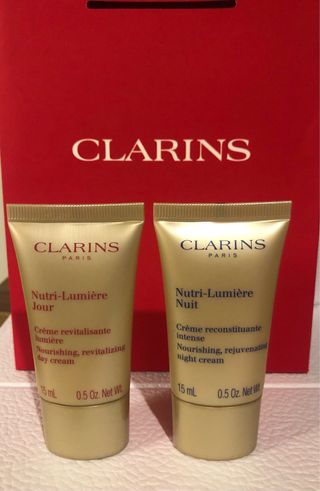 CLARINS
CLARINS
PARIS
Nutri-Lumière
Jour
Crème revitalisante
lumière
Nourishing, revitalizing
day cream
15 mL 0.5 Oz. Net Wt.
CLARINS
PARIS
Nutri-Lumière
Nuit
Crème reconstituante
intense
Nourishing, rejuvenating
night cream
15 mL 0.5 Oz. Net Wt.